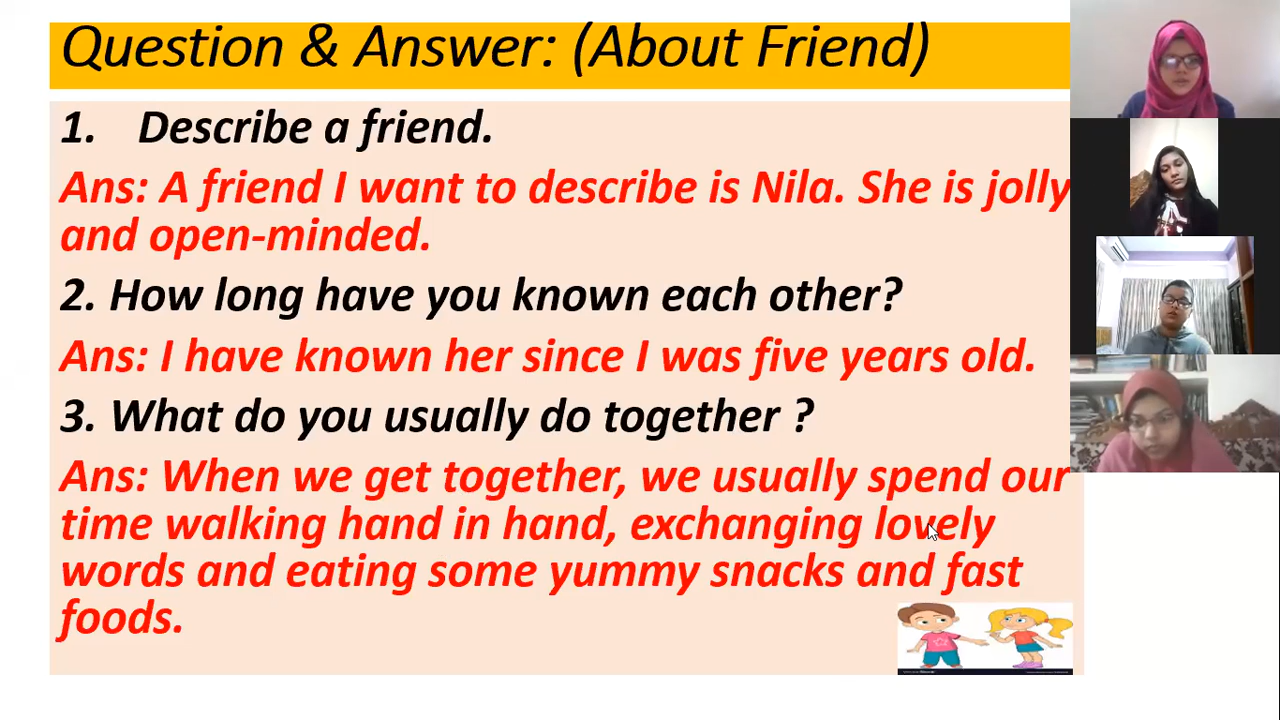 Question & Answer: (About Friend)
1. Describe a friend.
Ans: A friend I want to describe is Nila. She is jolly
and open-minded.
2. How long have you known each other?
Ans: I have known her since I was five years old.
3. What do you usually do together ?
Ans: When we get together, we usually spend our
time walking hand in hand, exchanging lovely
words and eating some yummy snacks and fast
foods.